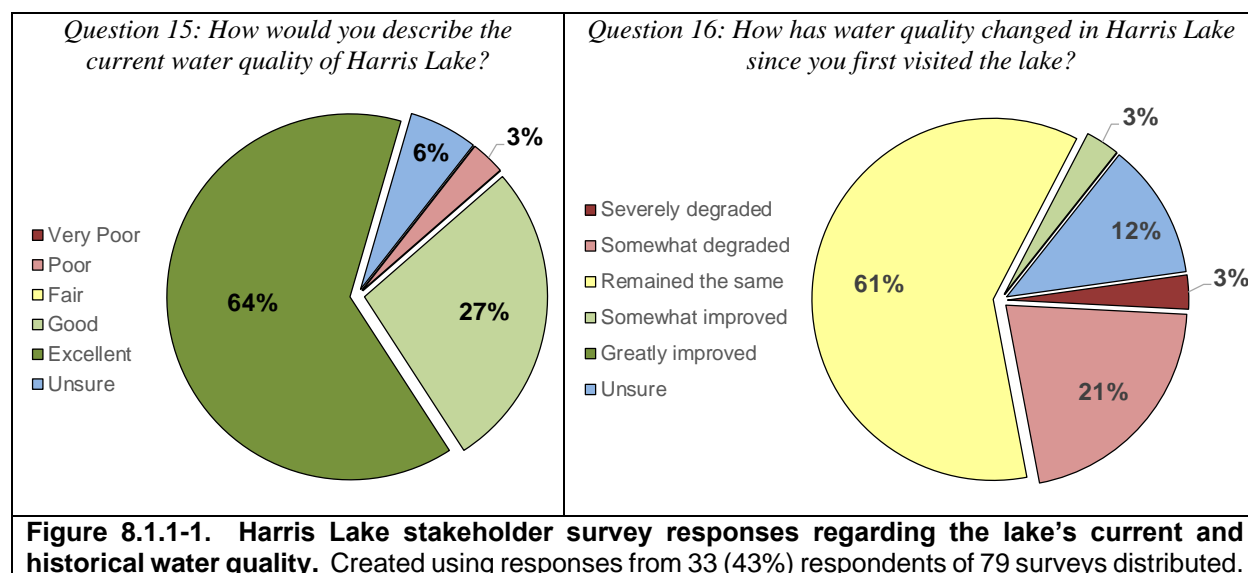 Question 15: How would you describe the
current water quality of Harris Lake?
6%
3%
64%
27%
Very Poor
Poor
Fair
Good
Excellent
Unsure
Question 16: How has water quality changed in Harris Lake
since you first visited the lake?
3%
12%
3%
61%
21%
Severely degraded
Somewhat degraded
Remained the same
Somewhat improved
Greatly improved
Unsure
Figure 8.1.1-1. Harris Lake stakeholder survey responses regarding the lake's current and
historical water quality. Created using responses from 33 (43%) respondents of 79 surveys distributed.